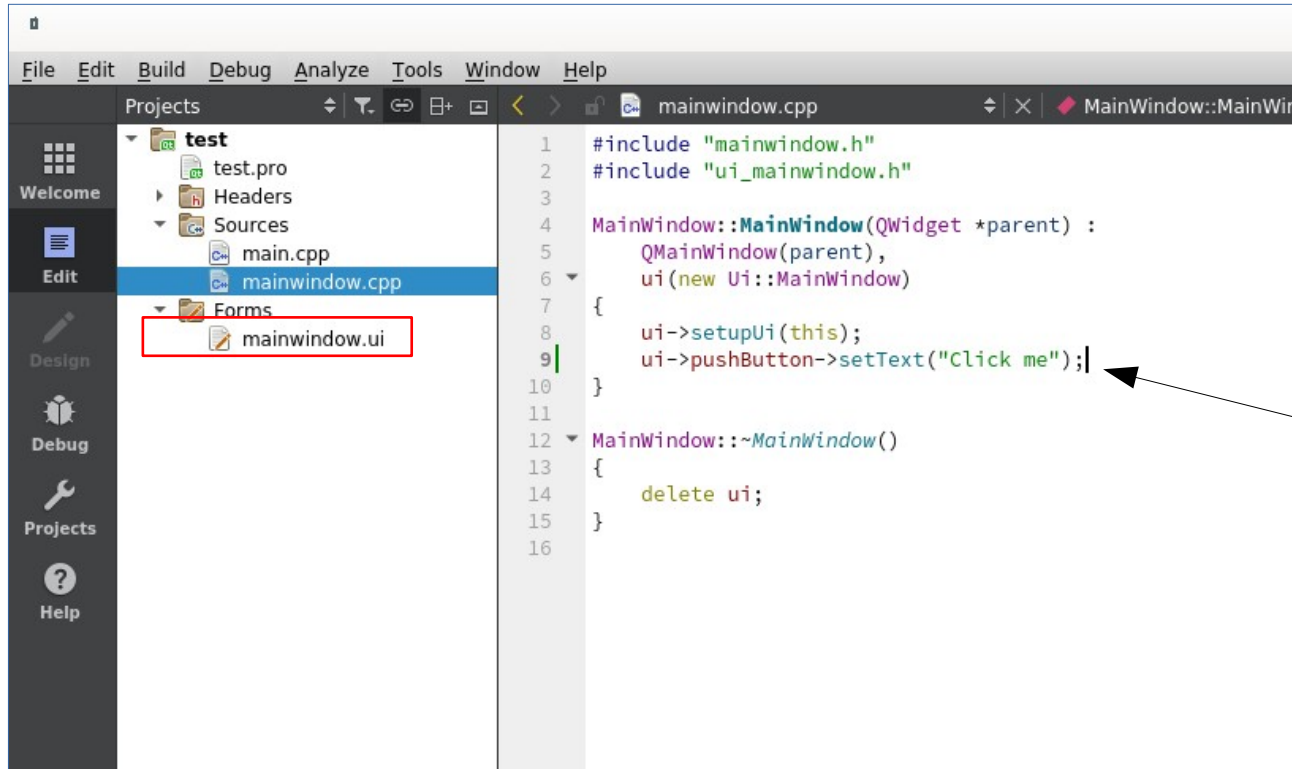 File Edit Build Debug Analyze Tools Window Help
Projects
mainwindow.cpp
MainWindow::MainWin
Welcome
Edit
Design
Debug
Projects
Help
test
test.pro
Headers
Sources
main.cpp
mainwindow.cpp
Forms
mainwindow.ui
1 #include "mainwindow.h"
2 #include "ui_mainwindow.h"
3
4 MainWindow::MainWindow(QWidget *parent) :
5 QMainWindow(parent),
6 ui(new Ui::MainWindow)
7 {
8 ui->setupUi(this);
9 ui->pushButton->setText("Click me");
10 }
11
12 MainWindow::~MainWindow()
13 {
14 delete ui;
15 }
16